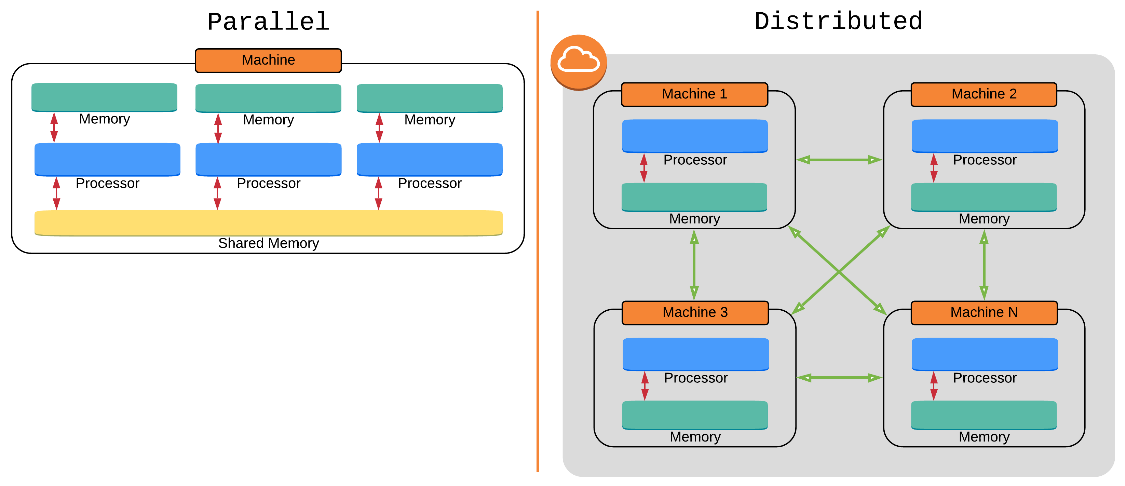 Parallel
Machine
Memory
Memory
Memory
Processor
Processor
Processor
Shared Memory
Distributed
Machine 1
Processor
Memory
Machine 2
Processor
Memory
Machine 3
Processor
Memory
Machine N
Processor
Memory